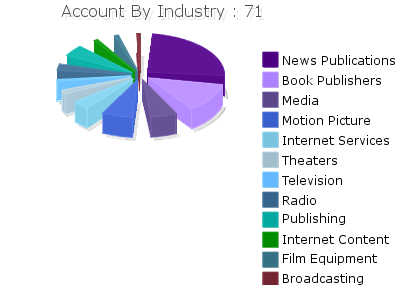 Account By Industry : 71
News Publications
Book Publishers
Media
Motion Picture
Internet Services
Theaters
Television
Radio
Publishing
Internet Content
Film Equipment
Broadcasting